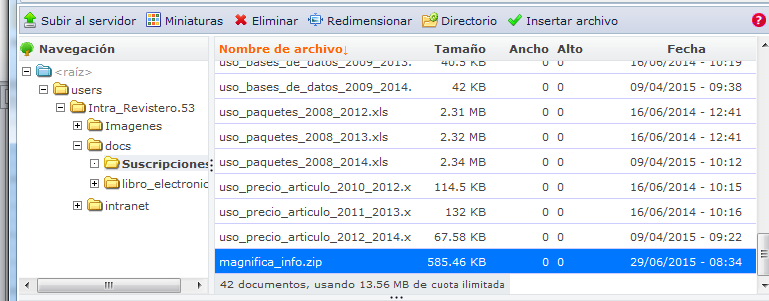 Subir al servidor Miniaturas Eliminar Redimensionar Directorio Insertar archivo
Navegación
<raíz>
users
Intra_Revistero.53
Imagenes
docs
Suscripciones
libro_electronic
intranet
Nombre de archivo↓ Tamaño Ancho Alto Fecha
uso_bases_de_datos_2009_2013. 40.5 KB 0 0 16/06/2014 - 10:19
uso_bases_de_datos_2009_2014. 42 KB 0 0 09/04/2015 - 09:38
uso_paquetes_2008_2012.xls 2.31 MB 0 0 16/06/2014 - 12:41
uso_paquetes_2008_2013.xls 2.32 MB 0 0 16/06/2014 - 12:41
uso_paquetes_2008_2014.xls 2.34 MB 0 0 09/04/2015 - 10:12
uso_precio_articulo_2010_2012.x 114.5 KB 0 0 16/06/2014 - 10:15
uso_precio_articulo_2011_2013.x 132 KB 0 0 16/06/2014 - 10:16
uso_precio_articulo_2012_2014.x 67.58 KB 0 0 09/04/2015 - 09:22
magnifica_info.zip 585.46 KB 0 0 29/06/2015 - 08:34
42 documentos, usando 13.56 MB de cuota ilimitada